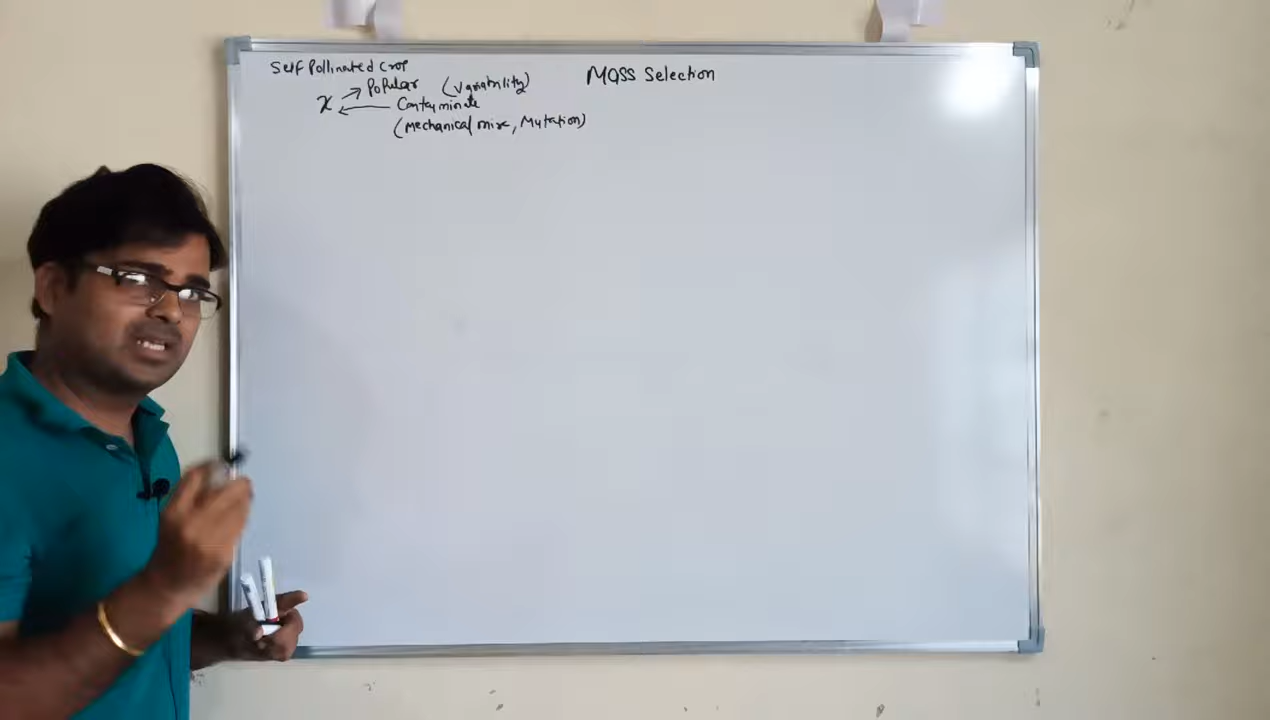 Self Pollinated Crop
MASS Selection
Popular (Variability)
x Contaminate
(Mechanical mix, Mutation)